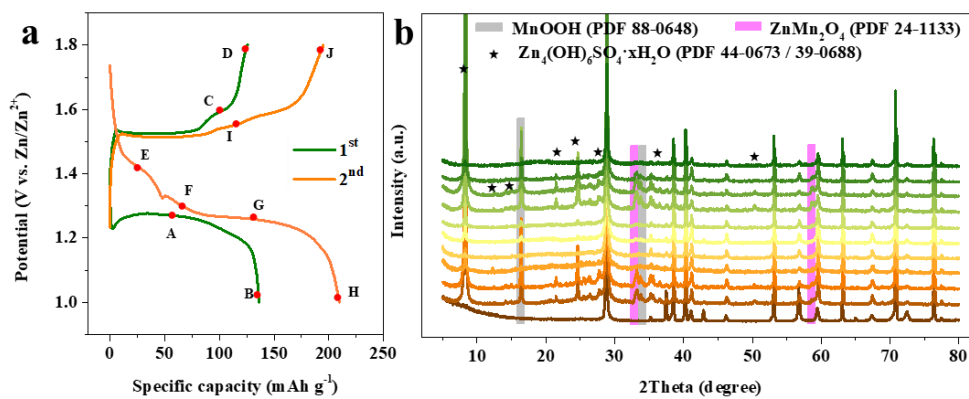 a
Potential (V vs. Zn/Zn²⁺)
1.8
1.6
1.4
1.2
1.0
0
50
100
150
200
250
Specific capacity (mAh g⁻¹)
D
J
C
I
E
F
G
A
B
H
1ˢᵗ
2ⁿᵈ
b
Intensity (a.u.)
MnOOH (PDF 88-0648)
ZnMn₂O₄ (PDF 24-1133)
★ Zn₄(OH)₆SO₄·xH₂O (PDF 44-0673 / 39-0688)
10
20
30
40
50
60
70
80
2Theta (degree)